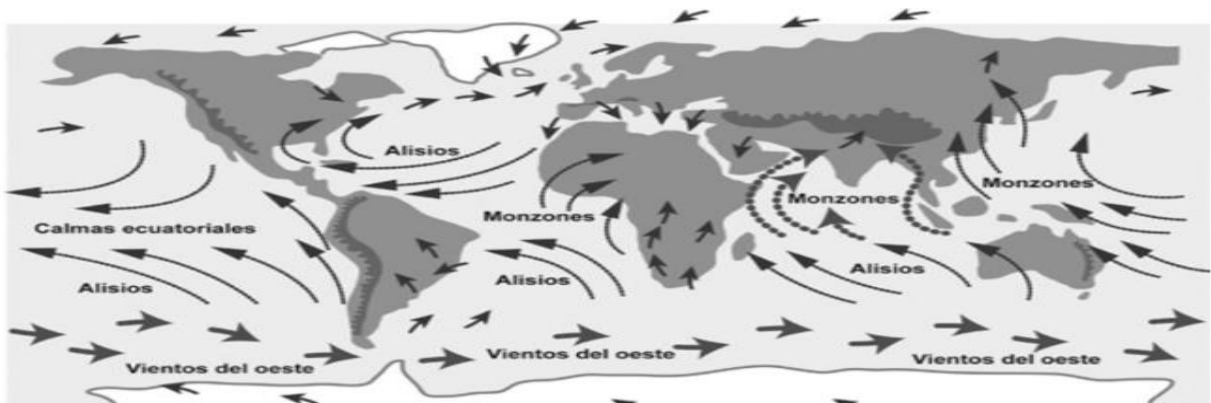 Alisios
Monzones
Monzones
Monzones
Calmas ecuatoriales
Alisios
Alisios
Alisios
Vientos del oeste
Vientos del oeste
Vientos del oeste